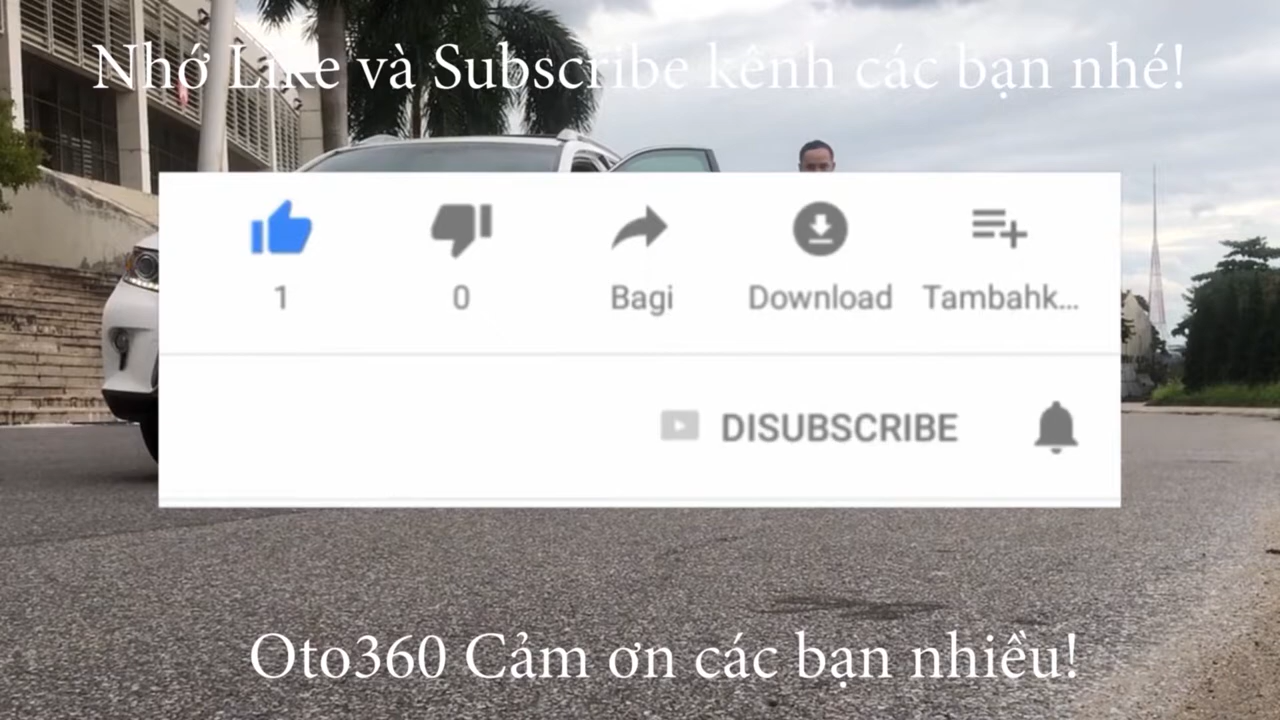 Nhớ Like và Subscribe kênh các bạn nhé!
1 0 Bagi Download Tambahk...
DISUBSCRIBE
Oto360 Cảm ơn các bạn nhiều!